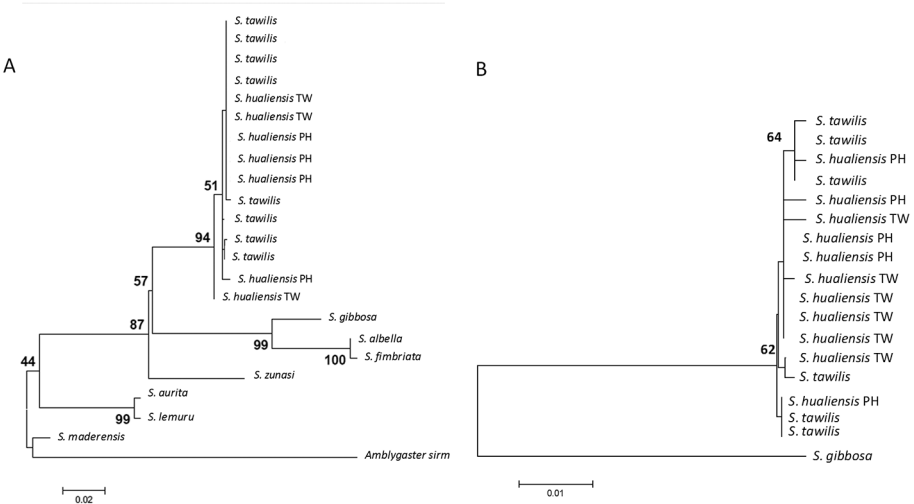 A
S. tawilis
S. tawilis
S. tawilis
S. tawilis
S. hualiensis TW
S. hualiensis TW
S. hualiensis PH
S. hualiensis PH
S. hualiensis PH
51
S. tawilis
S. tawilis
94
S. tawilis
S. tawilis
S. hualiensis PH
57
S. hualiensis TW
S. gibbosa
87
S. albella
99
100
S. fimbriata
44
S. zunasi
S. aurita
99
S. lemuru
S. maderensis
Amblygaster sirm
0.02
B
S. tawilis
64
S. tawilis
S. hualiensis PH
S. tawilis
S. hualiensis PH
S. hualiensis TW
S. hualiensis PH
S. hualiensis PH
S. hualiensis TW
S. hualiensis TW
S. hualiensis TW
S. hualiensis TW
62
S. hualiensis TW
S. tawilis
S. hualiensis PH
S. tawilis
S. tawilis
S. gibbosa
0.01